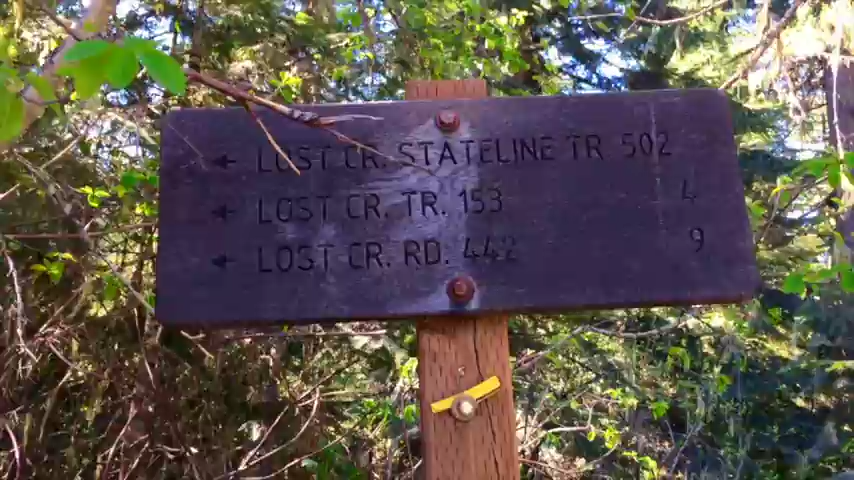 ← LOST CR. STATELINE TR 502
← LOST CR. TR. 153 4
← LOST CR. RD. 442 9